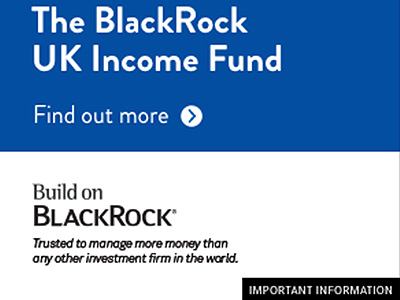 The BlackRock
UK Income Fund
Find out more
Build on
BLACKROCK®
Trusted to manage more money than
any other investment firm in the world.
IMPORTANT INFORMATION